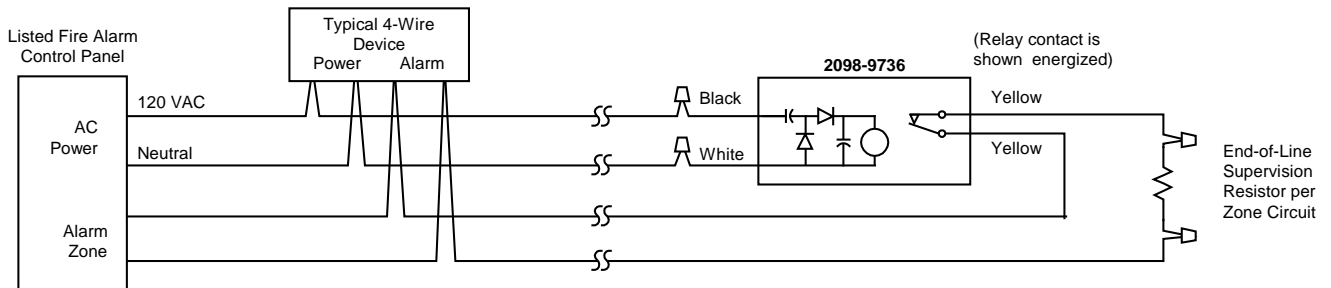 Listed Fire Alarm
Control Panel
AC
Power
Alarm
Zone
120 VAC
Neutral
Typical 4-Wire
Device
Power Alarm
Black
White
2098-9736
(Relay contact is
shown energized)
Yellow
Yellow
End-of-Line
Supervision
Resistor per
Zone Circuit